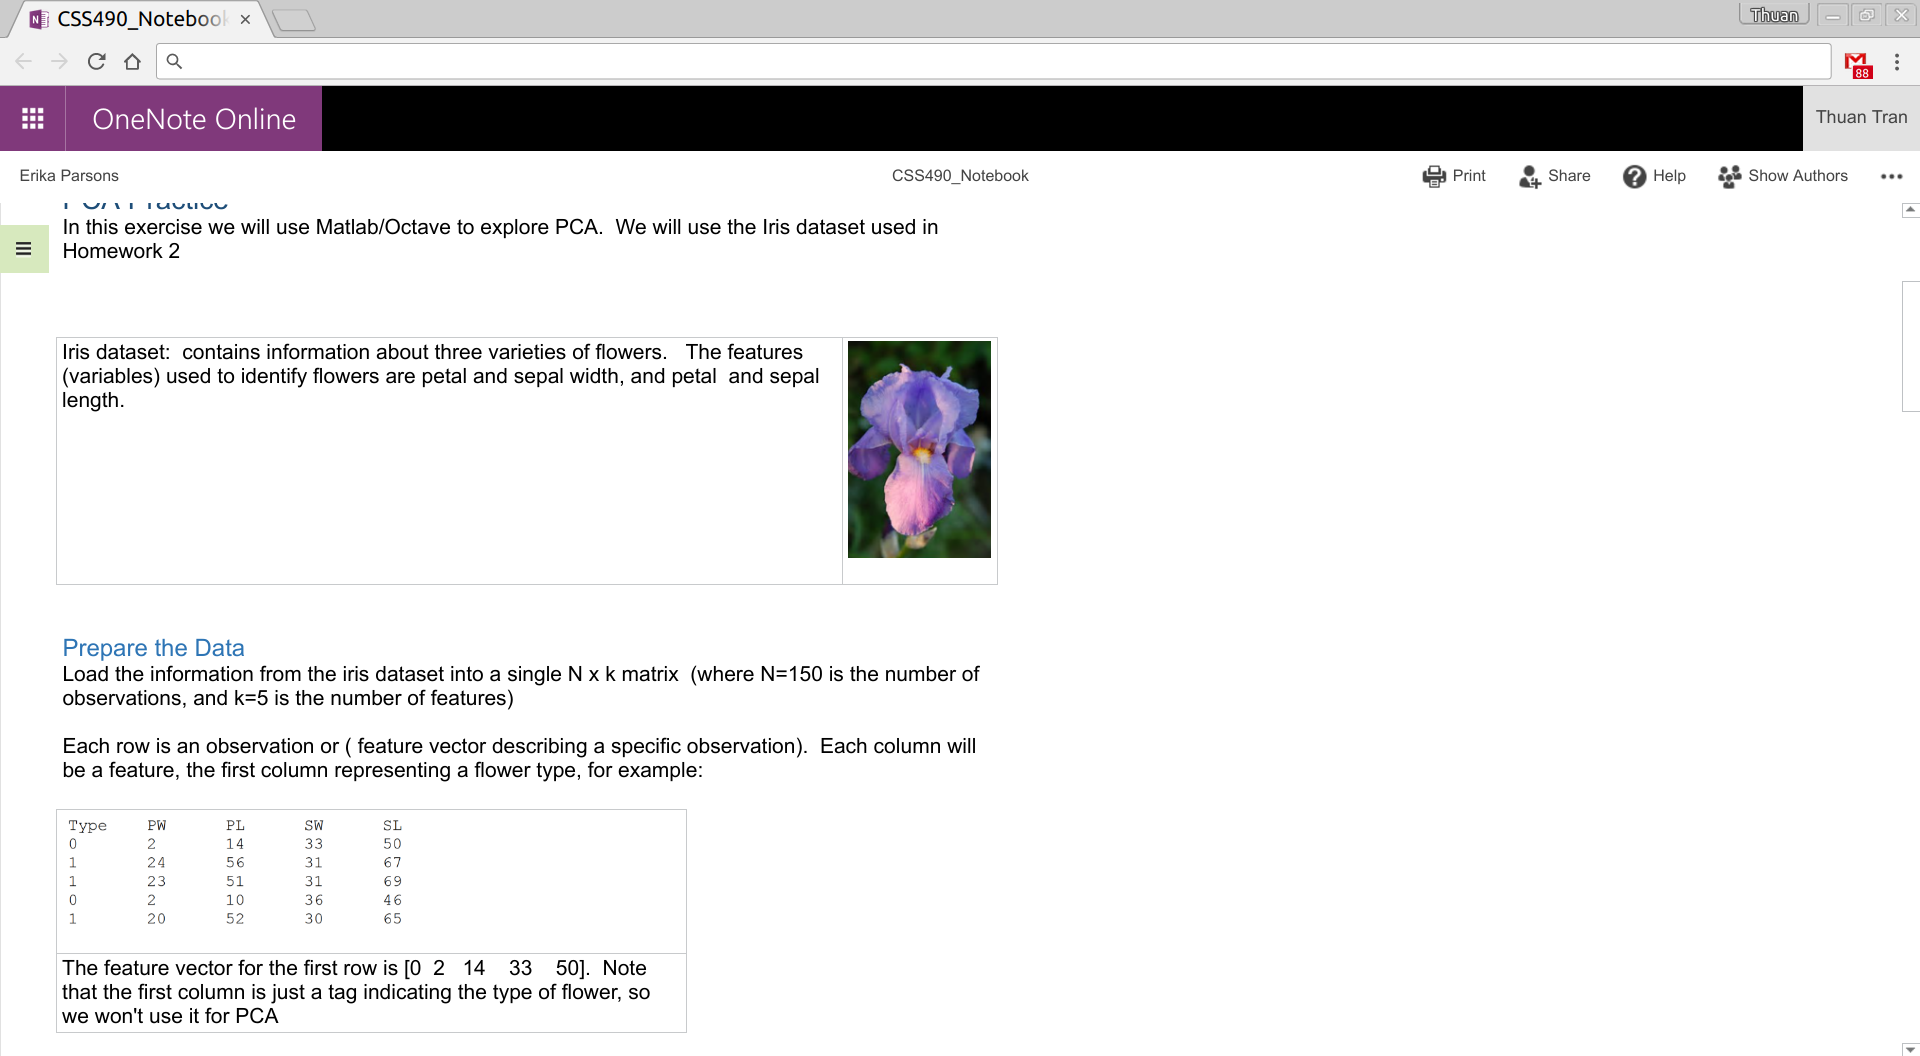 CSS490_Notebook
Thuan
88
OneNote Online
Thuan Tran
Erika Parsons
CSS490_Notebook
Print
Share
Help
Show Authors
PCA Practice
In this exercise we will use Matlab/Octave to explore PCA.  We will use the Iris dataset used in
Homework 2
Iris dataset:  contains information about three varieties of flowers.   The features
(variables) used to identify flowers are petal and sepal width, and petal  and sepal
length.
Prepare the Data
Load the information from the iris dataset into a single N x k matrix  (where N=150 is the number of
observations, and k=5 is the number of features)
Each row is an observation or ( feature vector describing a specific observation).  Each column will
be a feature, the first column representing a flower type, for example:
Type PW PL SW SL
0 2 14 33 50
1 24 56 31 67
1 23 51 31 69
0 2 10 36 46
1 20 52 30 65
The feature vector for the first row is [0  2   14    33    50].  Note
that the first column is just a tag indicating the type of flower, so
we won't use it for PCA